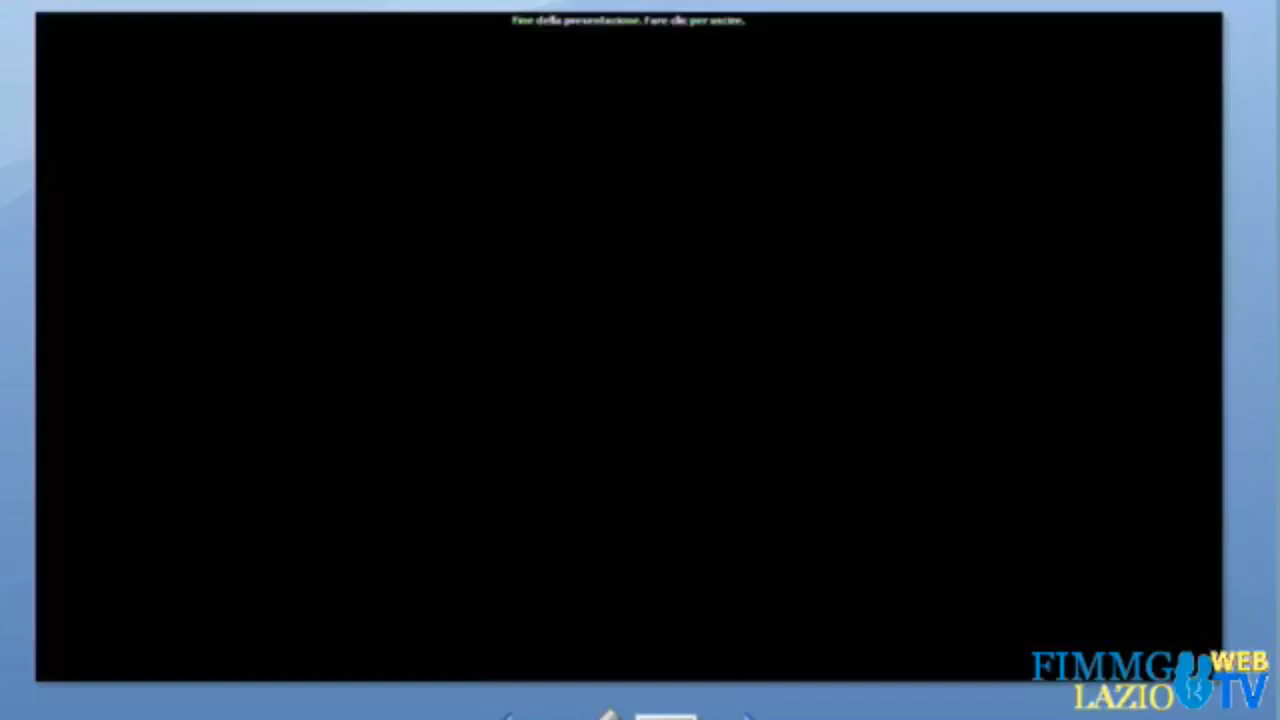 Fine della presentazione. Fare clic per uscire.
FIMMG WEB
LAZIO TV